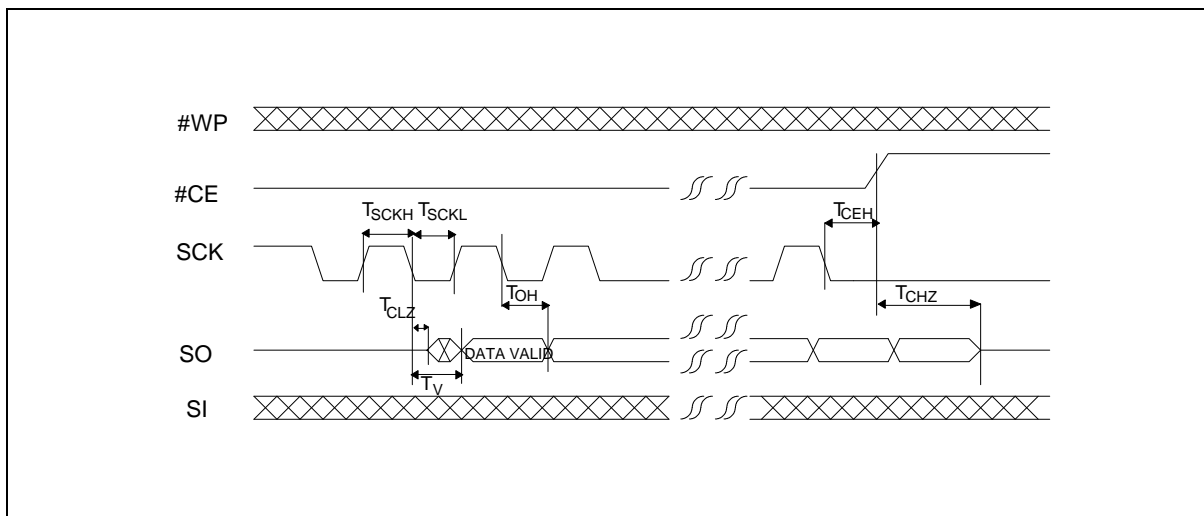 #WP
#CE
TSCKH TSCKL
TCEH
SCK
TOH
TCHZ
TCLZ
SO
DATA VALID
TV
SI